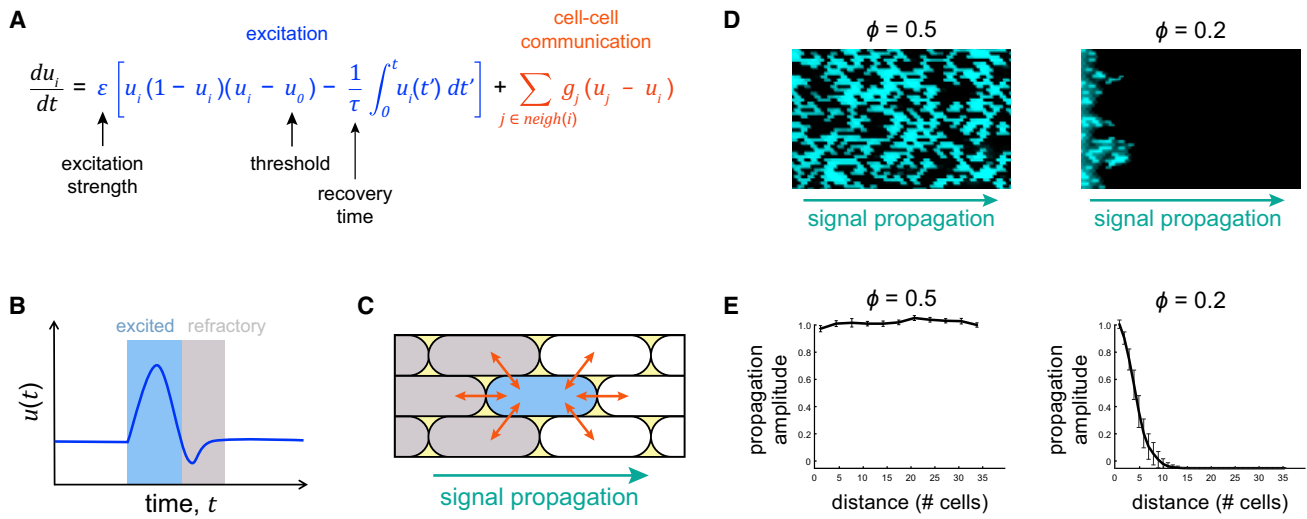 A
excitation
cell-cell
communication
du_i/dt = ε [u_i (1 − u_i)(u_i − u_0) − 1/τ ∫_0^t u_i(t') dt'] + ∑_{j ∈ neigh(i)} g_j (u_j − u_i)
excitation
strength
threshold
recovery
time
B
excited refractory
u(t)
time, t
C
signal propagation
D
ϕ = 0.5
signal propagation
ϕ = 0.2
signal propagation
E
ϕ = 0.5
propagation
amplitude
1.0
0.8
0.6
0.4
0.2
0
0 5 10 15 20 25 30 35
distance (# cells)
ϕ = 0.2
propagation
amplitude
1.0
0.8
0.6
0.4
0.2
0
0 5 10 15 20 25 30 35
distance (# cells)